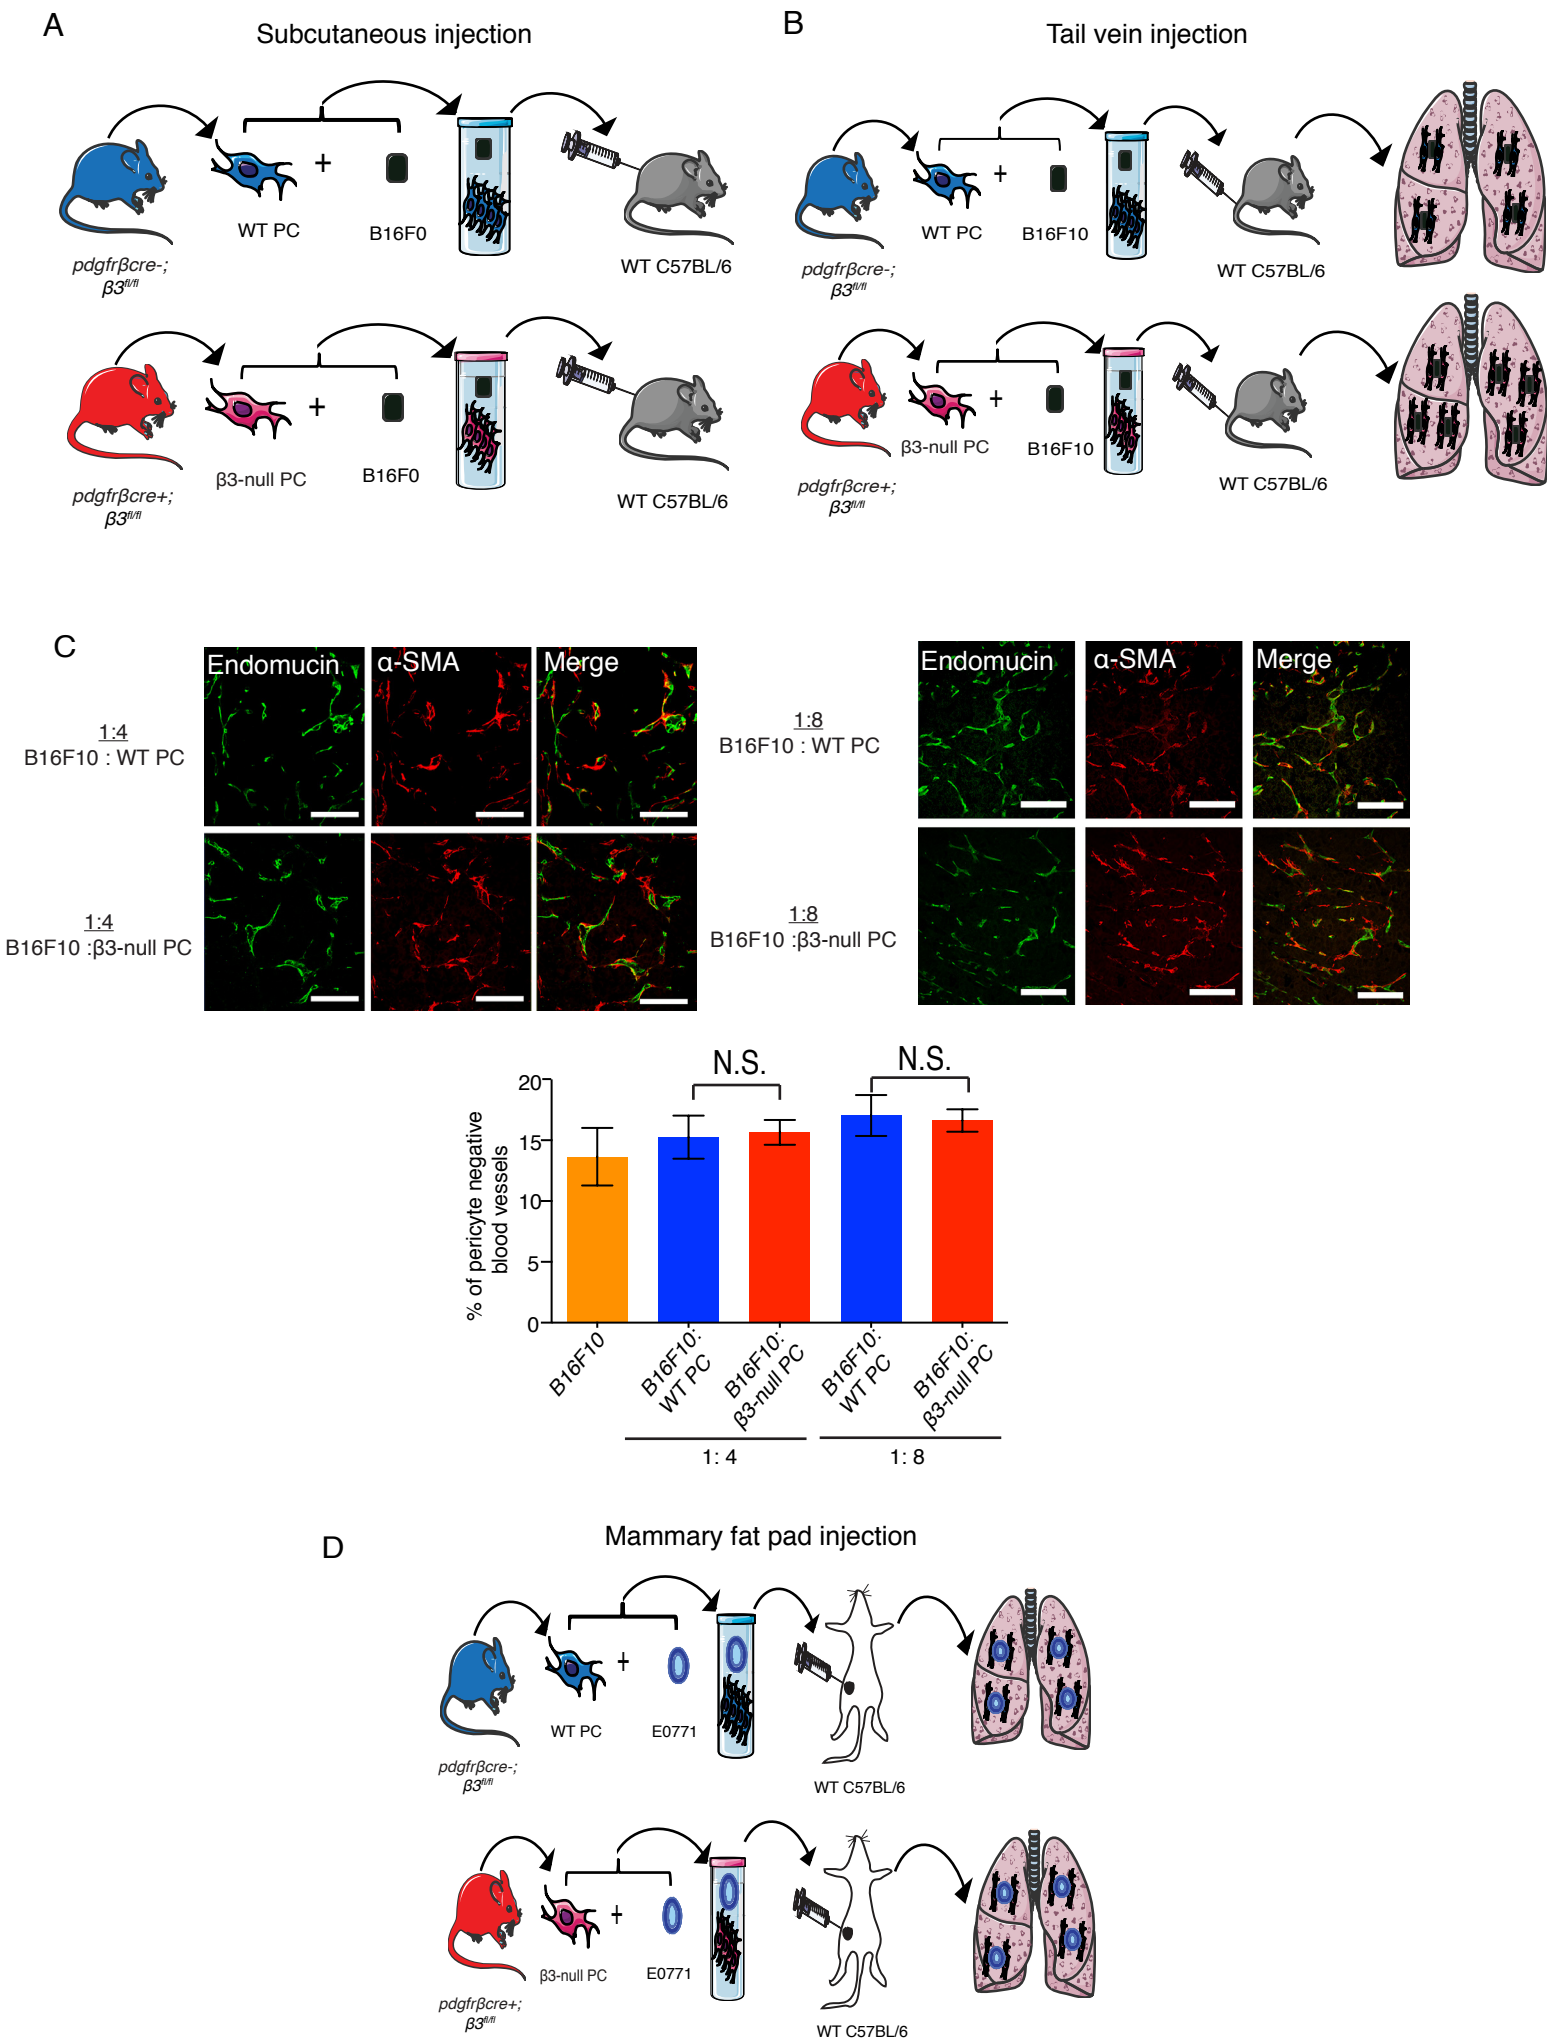 A
Subcutaneous injection
WT PC
+
B16F0
pdgfrβcre-;
β3fl/fl
WT C57BL/6
β3-null PC
+
B16F0
pdgfrβcre+;
β3fl/fl
WT C57BL/6
B
Tail vein injection
WT PC
+
B16F10
pdgfrβcre-;
β3fl/fl
WT C57BL/6
β3-null PC
+
B16F10
pdgfrβcre+;
β3fl/fl
WT C57BL/6
C
Endomucin
α-SMA
Merge
1:4
B16F10 : WT PC
1:4
B16F10 :β3-null PC
Endomucin
α-SMA
Merge
1:8
B16F10 : WT PC
1:8
B16F10 :β3-null PC
N.S.
N.S.
% of pericyte negative
blood vessels
20
15
10
5
0
B16F10
B16F10:
WT PC
B16F10:
β3-null PC
B16F10:
WT PC
B16F10:
β3-null PC
1: 4
1: 8
D
Mammary fat pad injection
+
WT PC
E0771
pdgfrβcre-;
β3fl/fl
WT C57BL/6
+
β3-null PC
E0771
pdgfrβcre+;
β3fl/fl
WT C57BL/6